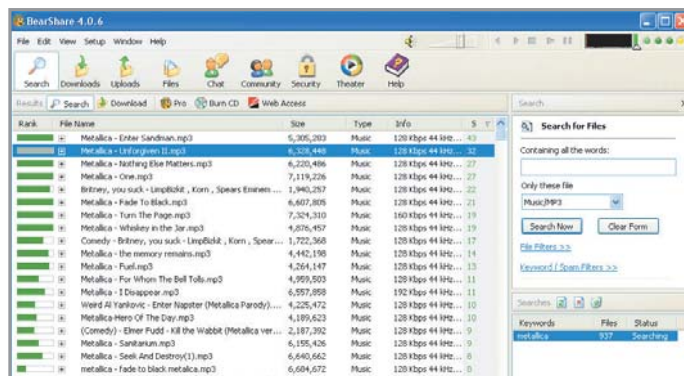 BearShare 4.0.6
File Edit View Setup Window Help
Search Downloads Uploads Files Chat Community Security Theater Help
Results Search Download Pro Burn CD Web Access
Rank File Name Size Type Info S
Metallica - Enter Sandman.mp3 5,305,203 Music 128 Kbps 44 kHz... 43
Metallica - Unforgiven II.mp3 6,328,448 Music 128 Kbps 44 kHz... 32
Metallica - Nothing Else Matters.mp3 6,220,486 Music 128 Kbps 44 kHz... 27
Metallica - One.mp3 7,119,226 Music 128 Kbps 44 kHz... 27
Britney, you suck - LimpBizkit , Korn , Spears Eminem ... 1,940,257 Music 128 Kbps 44 kHz... 22
Metallica - Fade To Black.mp3 6,607,805 Music 128 Kbps 44 kHz... 21
Metallica - Turn The Page.mp3 7,324,310 Music 160 Kbps 44 kHz... 19
Metallica - Whiskey in the Jar.mp3 4,876,457 Music 128 Kbps 44 kHz... 19
Comedy - Britney, you suck - LimpBizkit , Korn , Spear... 1,722,368 Music 128 Kbps 44 kHz... 17
Metallica - the memory remains.mp3 4,442,198 Music 128 Kbps 44 kHz... 14
Metallica - Fuel.mp3 4,264,147 Music 128 Kbps 44 kHz... 13
Metallica - For Whom The Bell Tolls.mp3 4,959,503 Music 128 Kbps 44 kHz... 11
Metallica - I Disappear.mp3 6,557,858 Music 192 Kbps 44 kHz... 11
Weird Al Yankovic - Enter Napster (Metallica Parody).... 4,225,472 Music 128 Kbps 44 kHz... 10
Metallica-Hero Of The Day.mp3 4,189,623 Music 128 Kbps 44 kHz... 10
(Comedy) - Elmer Fudd - Kill the Wabbit (Metallica ver... 2,187,392 Music 128 Kbps 44 kHz... 9
Metallica - Sanitarium.mp3 6,155,426 Music 128 Kbps 44 kHz... 9
Metallica - Seek And Destroy(1).mp3 6,640,662 Music 128 Kbps 44 kHz... 8
metallica - fade to black metalica.mp3 6,684,672 Music 128 Kbps 44 kHz... 8
Search
Search for Files
Containing all the words:
Only these file
Music/MP3
Search Now Clear Form
File Filters >>
Keyword / Spam Filters >>
Searches
Keywords Files Status
metallica 937 Searching